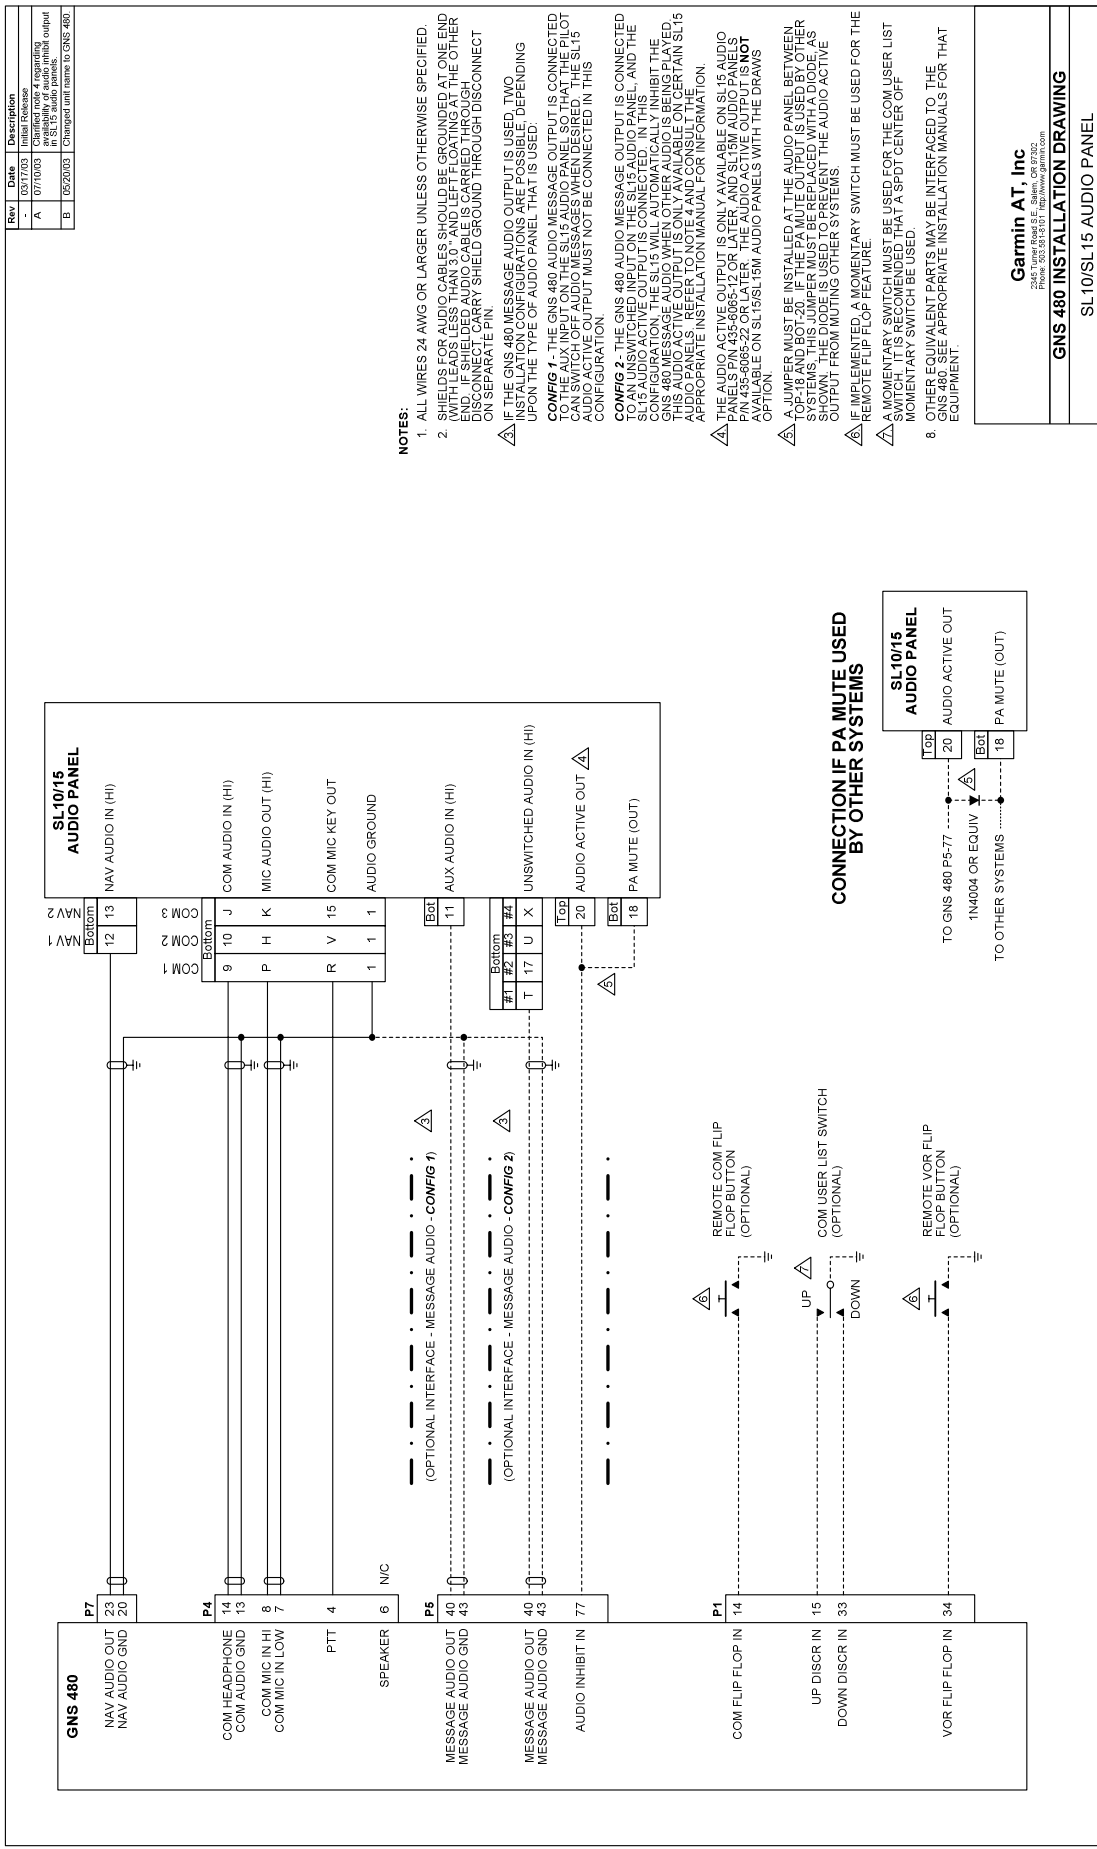 Rev Date Description
- 03/17/03 Initial Release
A 07/10/03 Clarified note 4 regarding
availability of audio inhibit output
in SL15 audio panels.
B 05/20/03 Changed unit name to GNS 480.
GNS 480
P7
NAV AUDIO OUT 23
NAV AUDIO GND 20
P4
COM HEADPHONE 14
COM AUDIO GND 13
COM MIC IN HI 8
COM MIC IN LOW 7
PTT 4
SPEAKER 6 N/C
P5
MESSAGE AUDIO OUT 40
MESSAGE AUDIO GND 43
MESSAGE AUDIO OUT 40
MESSAGE AUDIO GND 43
AUDIO INHIBIT IN 77
P1
COM FLIP FLOP IN 14
UP DISCR IN 15
DOWN DISCR IN 33
VOR FLIP FLOP IN 34
(OPTIONAL INTERFACE - MESSAGE AUDIO - CONFIG 1) 3
(OPTIONAL INTERFACE - MESSAGE AUDIO - CONFIG 2) 3
6
REMOTE COM FLIP
FLOP BUTTON
(OPTIONAL)
UP
7
DOWN
COM USER LIST SWITCH
(OPTIONAL)
6
REMOTE VOR FLIP
FLOP BUTTON
(OPTIONAL)
SL10/15
AUDIO PANEL
NAV 1 NAV 2
Bottom
12 13 NAV AUDIO IN (HI)
COM 1 COM 2 COM 3
Bottom
9 10 J COM AUDIO IN (HI)
P H K MIC AUDIO OUT (HI)
R V 15 COM MIC KEY OUT
1 1 1 AUDIO GROUND
Bot
11 AUX AUDIO IN (HI)
Bottom
#1 #2 #3 #4
T 17 U X UNSWITCHED AUDIO IN (HI)
Top
20 AUDIO ACTIVE OUT 4
5
Bot
18 PA MUTE (OUT)
CONNECTION IF PA MUTE USED
BY OTHER SYSTEMS
SL10/15
AUDIO PANEL
Top
TO GNS 480 P5-77 20 AUDIO ACTIVE OUT
1N4004 OR EQUIV 5
Bot
TO OTHER SYSTEMS 18 PA MUTE (OUT)
NOTES:
1. ALL WIRES 24 AWG OR LARGER UNLESS OTHERWISE SPECIFIED.
2. SHIELDS FOR AUDIO CABLES SHOULD BE GROUNDED AT ONE END
(WITH LEADS LESS THAN 3.0 " AND LEFT FLOATING AT THE OTHER
END. IF SHIELDED AUDIO CABLE IS CARRIED THROUGH
DISCONNECT, CARRY SHIELD GROUND THROUGH DISCONNECT
ON SEPARATE PIN.
3. IF THE GNS 480 MESSAGE AUDIO OUTPUT IS USED, TWO
INSTALLATION CONFIGURATIONS ARE POSSIBLE, DEPENDING
UPON THE TYPE OF AUDIO PANEL THAT IS USED:
CONFIG 1 - THE GNS 480 AUDIO MESSAGE OUTPUT IS CONNECTED
TO THE AUX INPUT ON THE SL15 AUDIO PANEL SO THAT THE PILOT
CAN SWITCH OFF AUDIO MESSAGES WHEN DESIRED. THE SL15
AUDIO ACTIVE OUTPUT MUST NOT BE CONNECTED IN THIS
CONFIGURATION.
CONFIG 2 - THE GNS 480 AUDIO MESSAGE OUTPUT IS CONNECTED
TO AN UNSWITCHED INPUT ON THE SL15 AUDIO PANEL, AND THE
SL15 AUDIO ACTIVE OUTPUT IS CONNECTED. IN THIS
CONFIGURATION, THE SL15 WILL AUTOMATICALLY INHIBIT THE
GNS 480 MESSAGE AUDIO WHEN OTHER AUDIO IS BEING PLAYED.
THIS AUDIO ACTIVE OUTPUT IS ONLY AVAILABLE ON CERTAIN SL15
AUDIO PANELS. REFER TO NOTE 4 AND CONSULT THE
APPROPRIATE INSTALLATION MANUAL FOR INFORMATION.
4. THE AUDIO ACTIVE OUTPUT IS ONLY AVAILABLE ON SL15 AUDIO
PANELS P/N 435-6065-12 OR LATER, AND SL15M AUDIO PANELS
P/N 435-6065-22 OR LATER. THE AUDIO ACTIVE OUTPUT IS NOT
AVAILABLE ON SL15/SL15M AUDIO PANELS WITH THE DRAWS
OPTION.
5. A JUMPER MUST BE INSTALLED AT THE AUDIO PANEL BETWEEN
TOP-18 AND BOT-20. IF THE PA MUTE OUTPUT IS USED BY OTHER
SYSTEMS, THIS JUMPER MUST BE REPLACED WITH A DIODE, AS
SHOWN. THE DIODE IS USED TO PREVENT THE AUDIO ACTIVE
OUTPUT FROM MUTING OTHER SYSTEMS.
6. IF IMPLEMENTED, A MOMENTARY SWITCH MUST BE USED FOR THE
REMOTE FLIP FLOP FEATURE.
7. A MOMENTARY SWITCH MUST BE USED FOR THE COM USER LIST
SWITCH. IT IS RECOMMENDED THAT A SPDT CENTER OFF
MOMENTARY SWITCH BE USED.
8. OTHER EQUIVALENT PARTS MAY BE INTERFACED TO THE
GNS 480. SEE APPROPRIATE INSTALLATION MANUALS FOR THAT
EQUIPMENT.
Garmin AT, Inc
2345 Turner Road S.E., Salem, OR 97302
Phone: 503.581-8101 http://www.garmin.com
GNS 480 INSTALLATION DRAWING
SL10/SL15 AUDIO PANEL